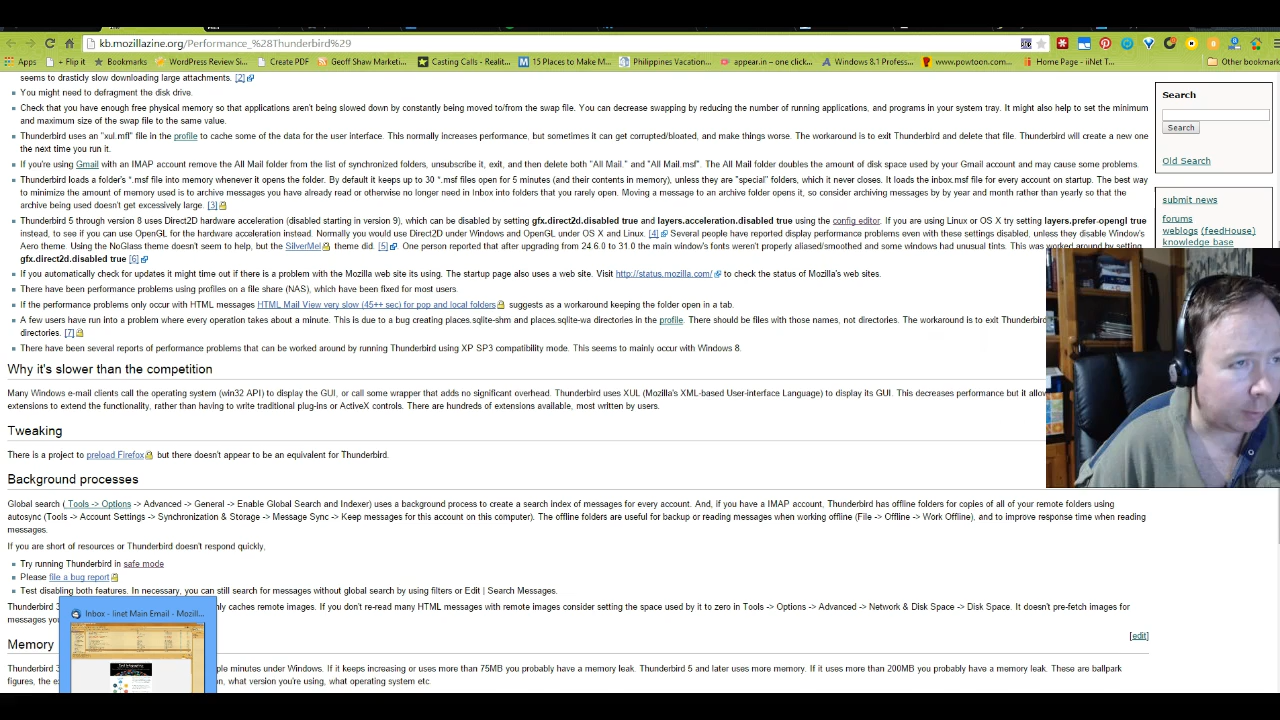 kb.mozillazine.org/Performance_%28Thunderbird%29
Apps + Flip it Bookmarks WordPress Review Si... Create PDF Geoff Shaw Marketi... Casting Calls - Realit... 15 Places to Make M... Philippines Vacation... appear.in – one click... Windows 8.1 Profess... www.powtoon.com Home Page - iiNet T... Other bookmark
seems to drasticly slow downloading large attachments. [2]
You might need to defragment the disk drive.
Check that you have enough free physical memory so that applications aren't being slowed down by constantly being moved to/from the swap file. You can decrease swapping by reducing the number of running applications, and programs in your system tray. It might also help to set the minimum
and maximum size of the swap file to the same value.
Thunderbird uses an "xul.mfl" file in the profile to cache some of the data for the user interface. This normally increases performance, but sometimes it can get corrupted/bloated, and make things worse. The workaround is to exit Thunderbird and delete that file. Thunderbird will create a new one
the next time you run it.
If you're using Gmail with an IMAP account remove the All Mail folder from the list of synchronized folders, unsubscribe it, exit, and then delete both "All Mail." and "All Mail.msf". The All Mail folder doubles the amount of disk space used by your Gmail account and may cause some problems.
Thunderbird loads a folder's *.msf file into memory whenever it opens the folder. By default it keeps up to 30 *.msf files open for 5 minutes (and their contents in memory), unless they are "special" folders, which it never closes. It loads the inbox.msf file for every account on startup. The best way
to minimize the amount of memory used is to archive messages you have already read or otherwise no longer need in Inbox into folders that you rarely open. Moving a message to an archive folder opens it, so consider archiving messages by by year and month rather than yearly so that the
archive being used doesn't get excessively large. [3]
Thunderbird 5 through version 8 uses Direct2D hardware acceleration (disabled starting in version 9), which can be disabled by setting gfx.direct2d.disabled true and layers.acceleration.disabled true using the config editor. If you are using Linux or OS X try setting layers.prefer-opengl true
instead, to see if you can use OpenGL for the hardware acceleration instead. Normally you would use Direct2D under Windows and OpenGL under OS X and Linux. [4] Several people have reported display performance problems even with these settings disabled, unless they disable Window's
Aero theme. Using the NoGlass theme doesn't seem to help, but the SilverMel theme did. [5] One person reported that after upgrading from 24.6.0 to 31.0 the main window's fonts weren't properly aliased/smoothed and some windows had unusual tints. This was worked around by setting
gfx.direct2d.disabled true [6]
If you automatically check for updates it might time out if there is a problem with the Mozilla web site its using. The startup page also uses a web site. Visit http://status.mozilla.com/ to check the status of Mozilla's web sites.
There have been performance problems using profiles on a file share (NAS), which have been fixed for most users.
If the performance problems only occur with HTML messages HTML Mail View very slow (45++ sec) for pop and local folders suggests as a workaround keeping the folder open in a tab.
A few users have run into a problem where every operation takes about a minute. This is due to a bug creating places.sqlite-shm and places.sqlite-wa directories in the profile. There should be files with those names, not directories. The workaround is to exit Thunderbird
directories. [7]
There have been several reports of performance problems that can be worked around by running Thunderbird using XP SP3 compatibility mode. This seems to mainly occur with Windows 8.
Why it's slower than the competition
Many Windows e-mail clients call the operating system (win32 API) to display the GUI, or call some wrapper that adds no significant overhead. Thunderbird uses XUL (Mozilla's XML-based User-interface Language) to display its GUI. This decreases performance but it allow
extensions to extend the functionality, rather than having to write traditional plug-ins or ActiveX controls. There are hundreds of extensions available, most written by users.
Tweaking
There is a project to preload Firefox but there doesn't appear to be an equivalent for Thunderbird.
Background processes
Global search ( Tools -> Options -> Advanced -> General -> Enable Global Search and Indexer) uses a background process to create a search index of messages for every account. And, if you have a IMAP account, Thunderbird has offline folders for copies of all of your remote folders using
autosync (Tools -> Account Settings -> Synchronization & Storage -> Message Sync -> Keep messages for this account on this computer). The offline folders are useful for backup or reading messages when working offline (File -> Offline -> Work Offline), and to improve response time when reading
messages.
If you are short of resources or Thunderbird doesn't respond quickly,
Try running Thunderbird in safe mode
Please file a bug report
Test disabling both features. In necessary, you can still search for messages without global search by using filters or Edit | Search Messages.
Thunderbird 3 nly caches remote images. If you don't re-read many HTML messages with remote images consider setting the space used by it to zero in Tools -> Options -> Advanced -> Network & Disk Space -> Disk Space. It doesn't pre-fetch images for
messages you
Inbox - Iinet Main Email - Mozill...
[edit]
Memory
Thunderbird 3 ple minutes under Windows. If it keeps increasing or uses more than 75MB you probably have a memory leak. Thunderbird 5 and later uses more memory. If it uses more than 200MB you probably have a memory leak. These are ballpark
figures, the ex n, what version you're using, what operating system etc.
Search
Search
Old Search
submit news
forums
weblogs (feedHouse)
knowledge base